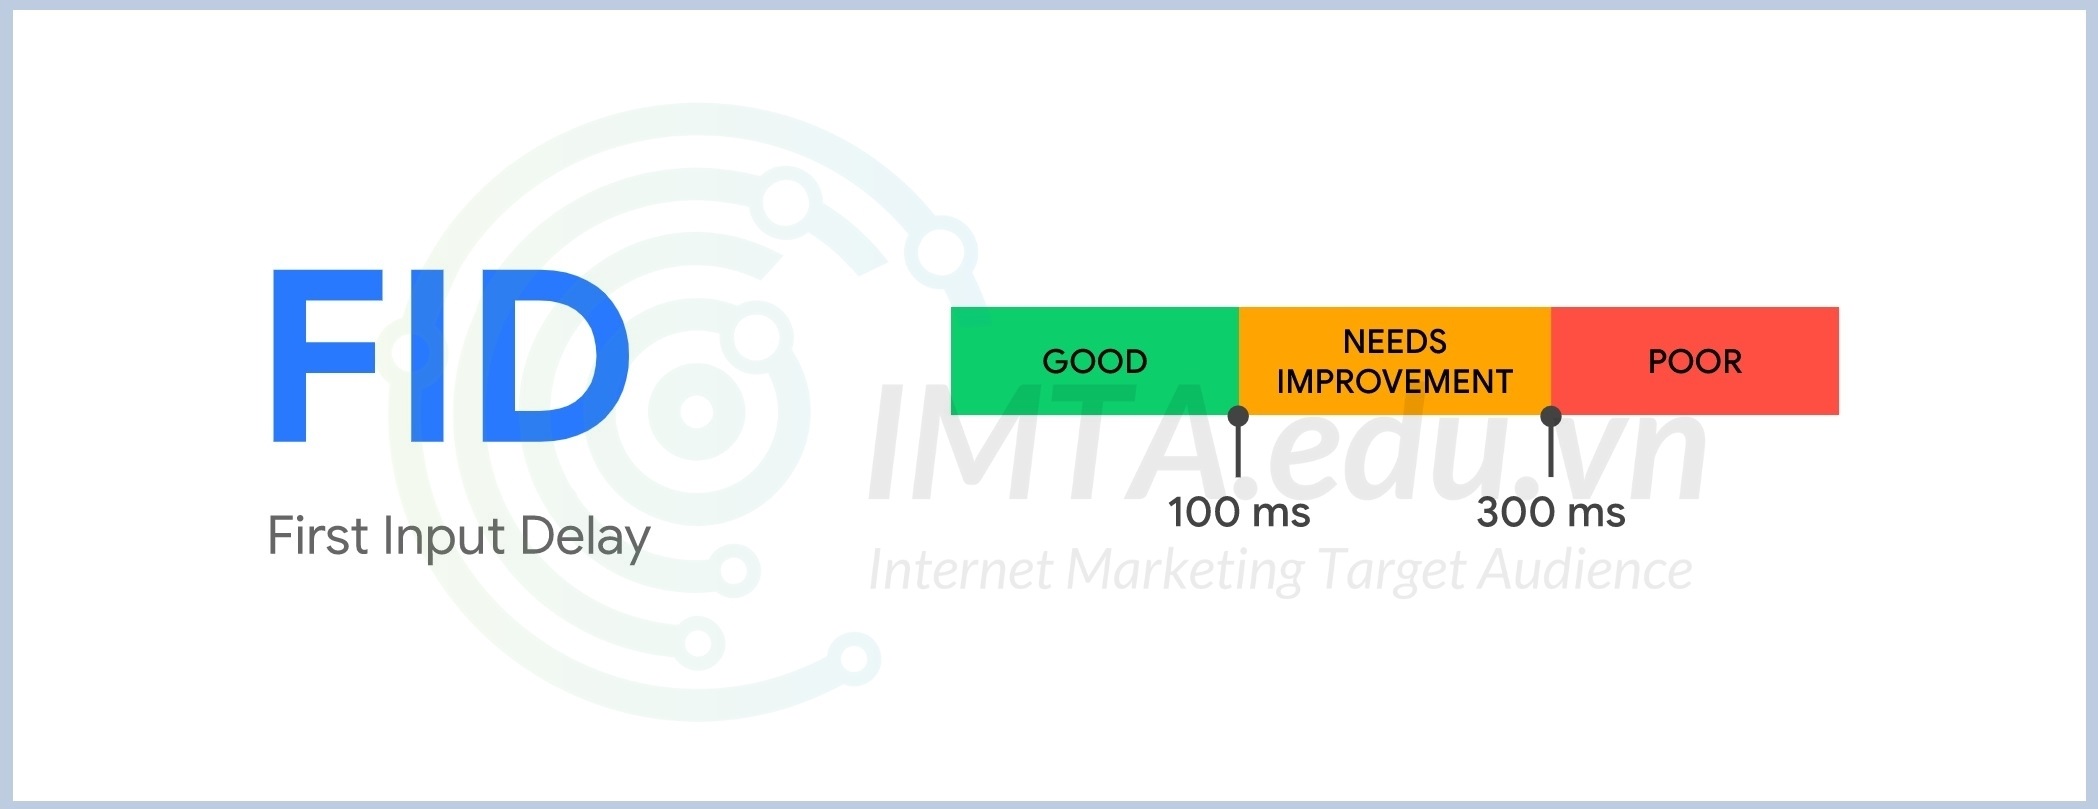 FID
First Input Delay
GOOD
NEEDS
IMPROVEMENT
POOR
100 ms
300 ms
IMTA.edu.vn
Internet Marketing Target Audience